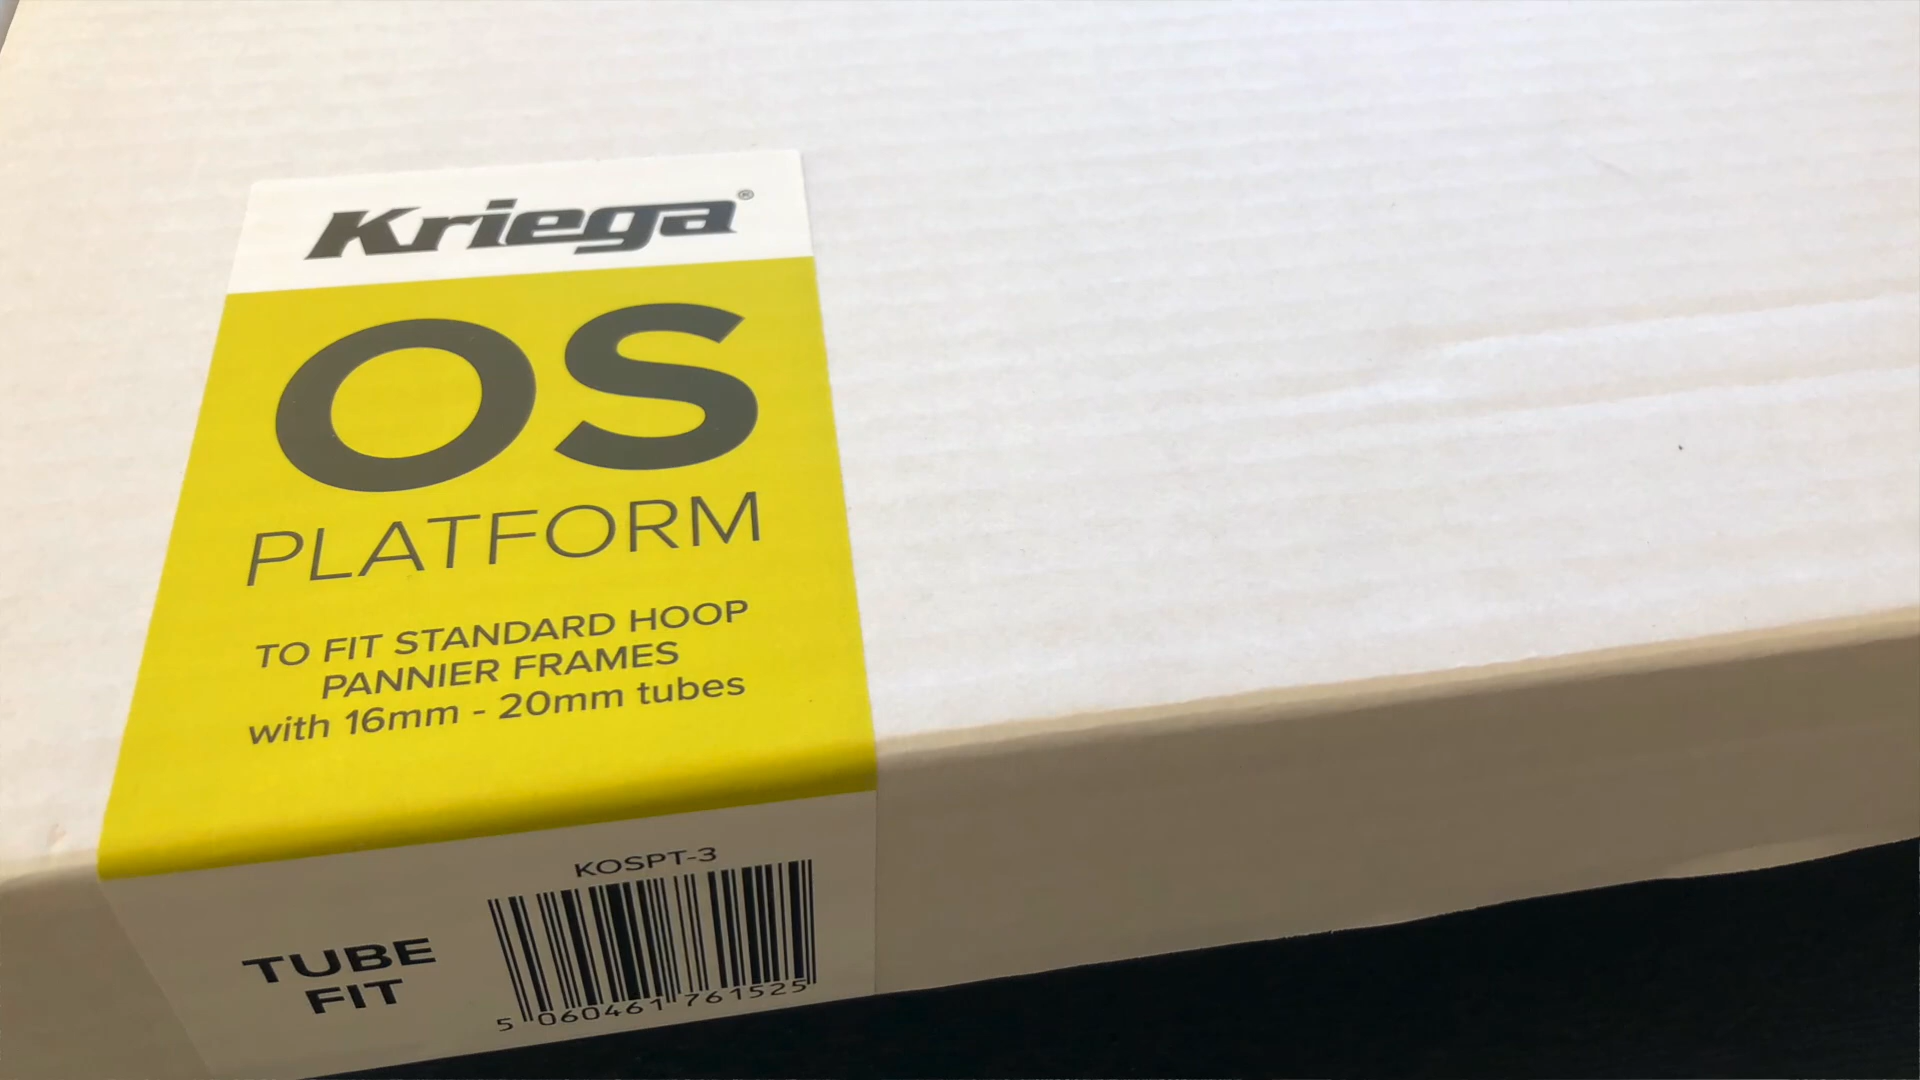 Kriega®
OS
PLATFORM
TO FIT STANDARD HOOP
PANNIER FRAMES
with 16mm - 20mm tubes
KOSPT-3
TUBE
FIT
5 060461 761525